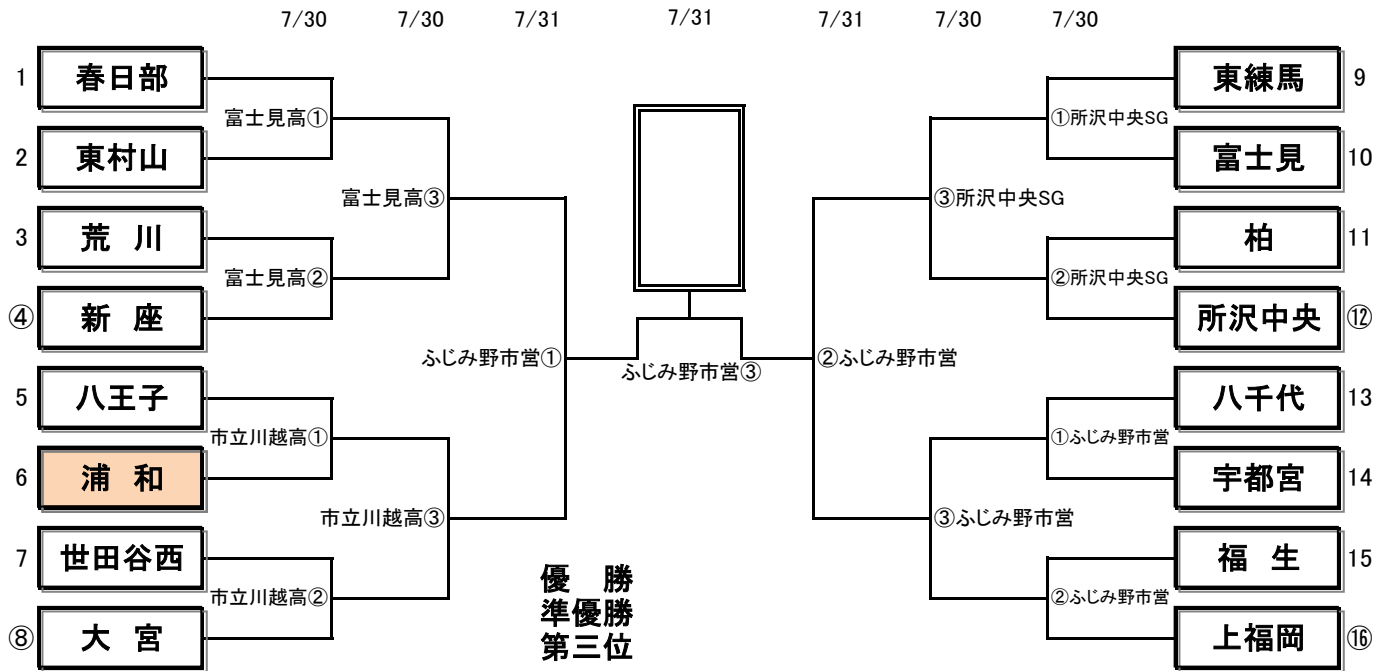 7/30 7/30 7/31 7/31 7/31 7/30 7/30
1 春日部
富士見高①
2 東村山
富士見高③
3 荒 川
富士見高②
④ 新 座
ふじみ野市営①
5 八王子
市立川越高①
6 浦 和
市立川越高③
7 世田谷西
市立川越高②
⑧ 大 宮
ふじみ野市営③
優 勝
準優勝
第三位
東練馬 9
①所沢中央SG
富士見 10
③所沢中央SG
柏 11
②所沢中央SG
所沢中央 ⑫
②ふじみ野市営
八千代 13
①ふじみ野市営
宇都宮 14
③ふじみ野市営
福 生 15
②ふじみ野市営
上福岡 ⑯